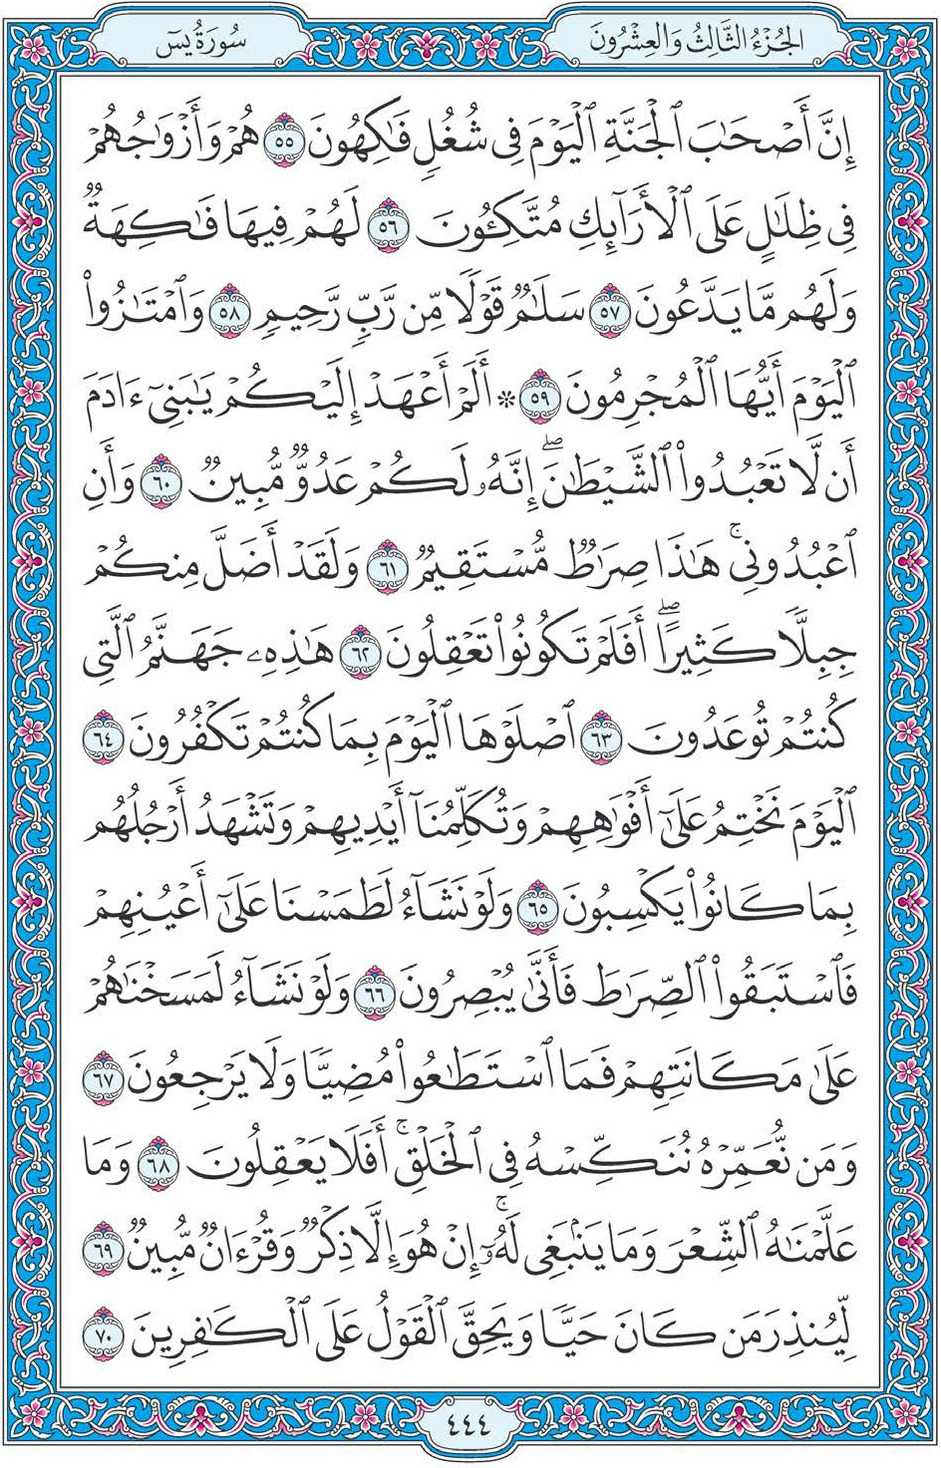 الجُزْءُ الثَّالِثُ وَالعِشْرُونَ
سُورَةُ يسٓ
إِنَّ أَصْحَٰبَ ٱلْجَنَّةِ ٱلْيَوْمَ فِى شُغُلٍ فَٰكِهُونَ ٥٥ هُمْ وَأَزْوَٰجُهُمْ
فِى ظِلَٰلٍ عَلَى ٱلْأَرَآئِكِ مُتَّكِـُٔونَ ٥٦ لَهُمْ فِيهَا فَٰكِهَةٌ
وَلَهُم مَّا يَدَّعُونَ ٥٧ سَلَٰمٌ قَوْلًا مِّن رَّبٍّ رَّحِيمٍ ٥٨ وَٱمْتَٰزُوا۟
ٱلْيَوْمَ أَيُّهَا ٱلْمُجْرِمُونَ ٥٩ ۞ أَلَمْ أَعْهَدْ إِلَيْكُمْ يَٰبَنِىٓ ءَادَمَ
أَن لَّا تَعْبُدُوا۟ ٱلشَّيْطَٰنَ ۖ إِنَّهُۥ لَكُمْ عَدُوٌّ مُّبِينٌ ٦٠ وَأَنِ
ٱعْبُدُونِى ۚ هَٰذَا صِرَٰطٌ مُّسْتَقِيمٌ ٦١ وَلَقَدْ أَضَلَّ مِنكُمْ
جِبِلًّا كَثِيرًا ۖ أَفَلَمْ تَكُونُوا۟ تَعْقِلُونَ ٦٢ هَٰذِهِۦ جَهَنَّمُ ٱلَّتِى
كُنتُمْ تُوعَدُونَ ٦٣ ٱصْلَوْهَا ٱلْيَوْمَ بِمَا كُنتُمْ تَكْفُرُونَ ٦٤
ٱلْيَوْمَ نَخْتِمُ عَلَىٰٓ أَفْوَٰهِهِمْ وَتُكَلِّمُنَآ أَيْدِيهِمْ وَتَشْهَدُ أَرْجُلُهُم
بِمَا كَانُوا۟ يَكْسِبُونَ ٦٥ وَلَوْ نَشَآءُ لَطَمَسْنَا عَلَىٰٓ أَعْيُنِهِمْ
فَٱسْتَبَقُوا۟ ٱلصِّرَٰطَ فَأَنَّىٰ يُبْصِرُونَ ٦٦ وَلَوْ نَشَآءُ لَمَسَخْنَٰهُمْ
عَلَىٰ مَكَانَتِهِمْ فَمَا ٱسْتَطَٰعُوا۟ مُضِيًّا وَلَا يَرْجِعُونَ ٦٧
وَمَن نُّعَمِّرْهُ نُنَكِّسْهُ فِى ٱلْخَلْقِ ۚ أَفَلَا يَعْقِلُونَ ٦٨ وَمَا
عَلَّمْنَٰهُ ٱلشِّعْرَ وَمَا يَنۢبَغِى لَهُۥٓ ۚ إِنْ هُوَ إِلَّا ذِكْرٌ وَقُرْءَانٌ مُّبِينٌ ٦٩
لِّيُنذِرَ مَن كَانَ حَيًّا وَيَحِقَّ ٱلْقَوْلُ عَلَى ٱلْكَٰفِرِينَ ٧٠
٤٤٤